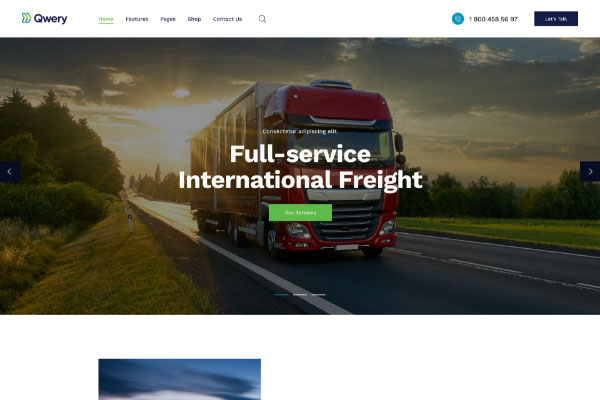 Qwery
Home Features Pages Shop Contact Us
1 800 458 56 97
Let's Talk
Consectetur adipiscing elit
Full-service
International Freight
Our Services